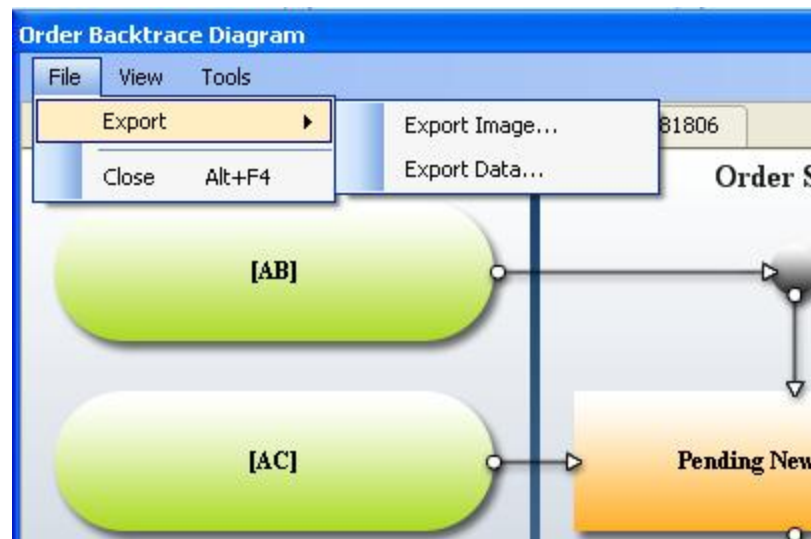 Order Backtrace Diagram
File View Tools
Export Export Image... 81806
Close Alt+F4 Export Data... Order
[AB]
[AC] Pending New